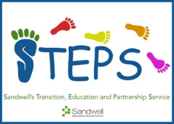 STEPS
Sandwell's Transition, Education and Partnership Service
Sandwell